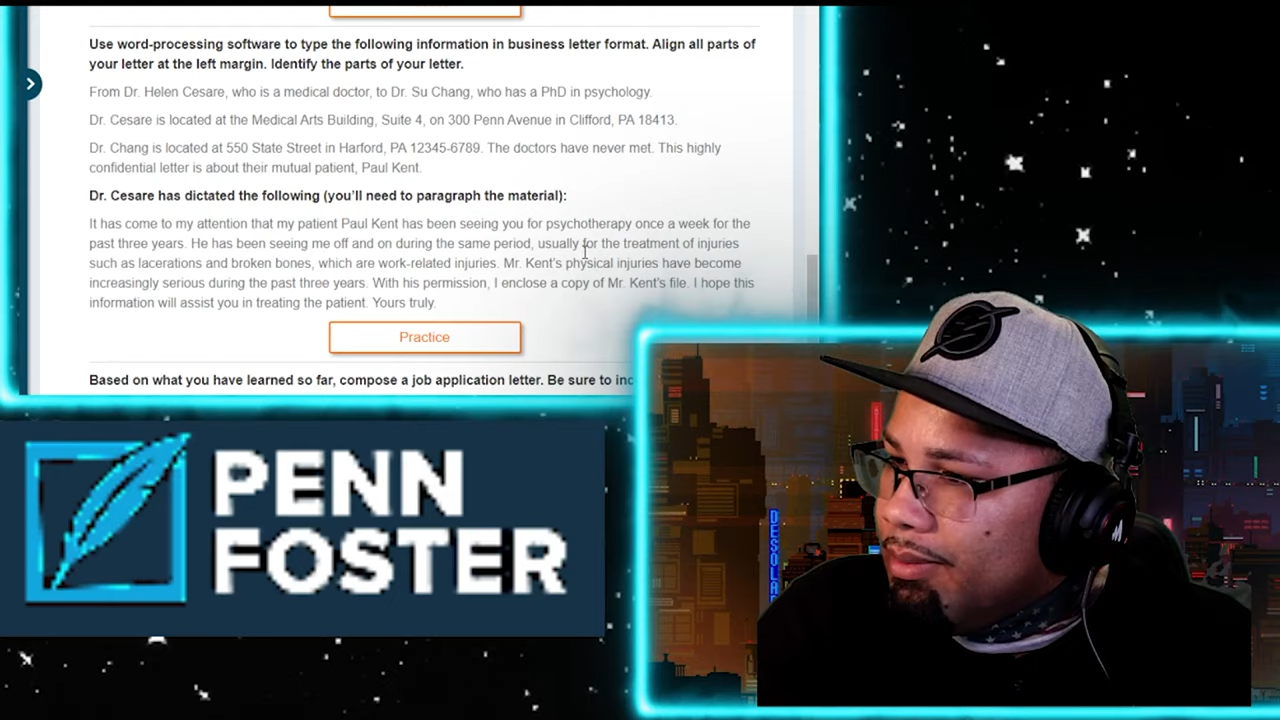 Use word-processing software to type the following information in business letter format. Align all parts of
your letter at the left margin. Identify the parts of your letter.
From Dr. Helen Cesare, who is a medical doctor, to Dr. Su Chang, who has a PhD in psychology.
Dr. Cesare is located at the Medical Arts Building, Suite 4, on 300 Penn Avenue in Clifford, PA 18413.
Dr. Chang is located at 550 State Street in Harford, PA 12345-6789. The doctors have never met. This highly
confidential letter is about their mutual patient, Paul Kent.
Dr. Cesare has dictated the following (you'll need to paragraph the material):
It has come to my attention that my patient Paul Kent has been seeing you for psychotherapy once a week for the
past three years. He has been seeing me off and on during the same period, usually for the treatment of injuries
such as lacerations and broken bones, which are work-related injuries. Mr. Kent's physical injuries have become
increasingly serious during the past three years. With his permission, I enclose a copy of Mr. Kent's file. I hope this
information will assist you in treating the patient. Yours truly.
Practice
Based on what you have learned so far, compose a job application letter. Be sure to
PENN
FOSTER
DESOLA